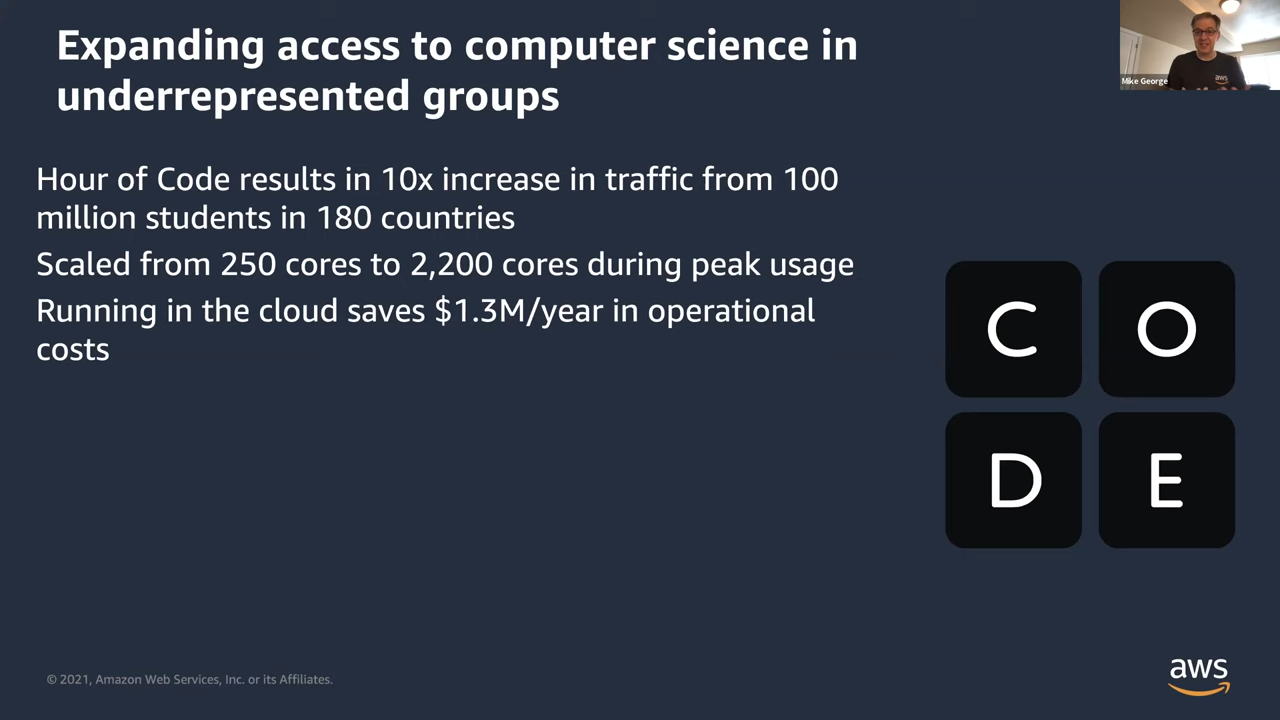 Expanding access to computer science in
underrepresented groups
Mike George
aws
Hour of Code results in 10x increase in traffic from 100
million students in 180 countries
Scaled from 250 cores to 2,200 cores during peak usage
Running in the cloud saves $1.3M/year in operational
costs
C O
D E
© 2021, Amazon Web Services, Inc. or its Affiliates.
aws